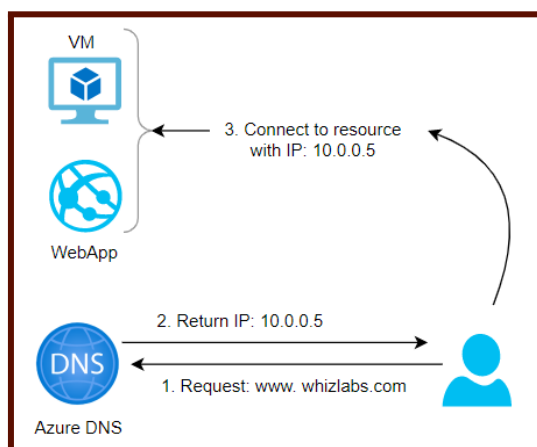 VM
3. Connect to resource
with IP: 10.0.0.5
WebApp
2. Return IP: 10.0.0.5
DNS
1. Request: www. whizlabs.com
Azure DNS